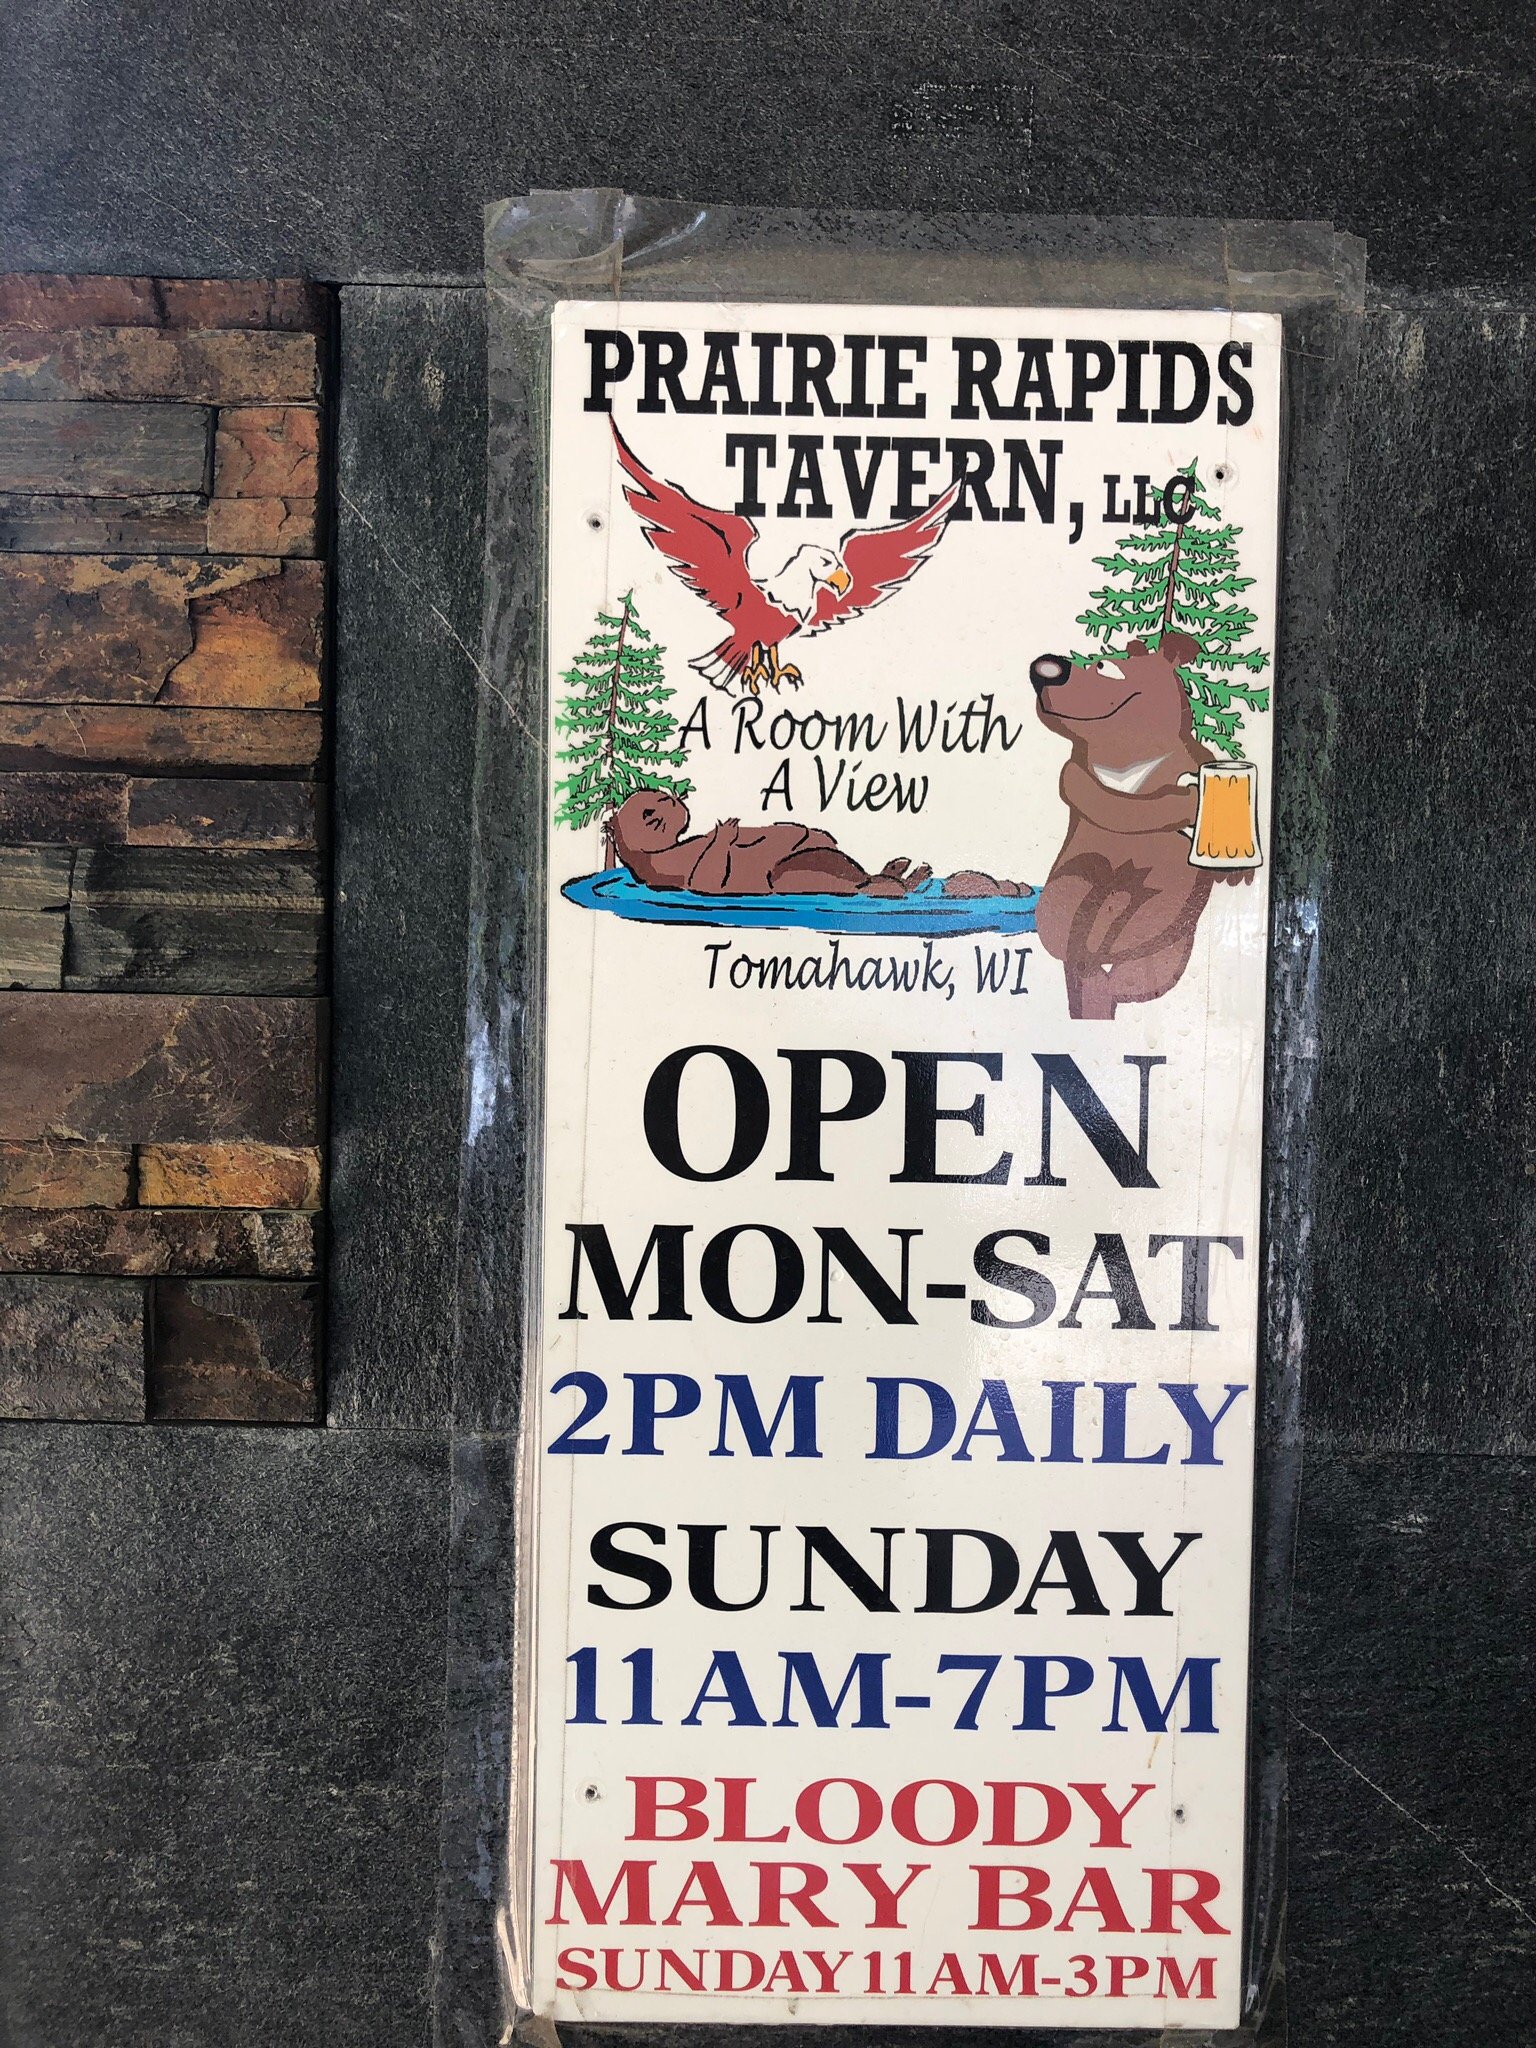 PRAIRIE RAPIDS
TAVERN, LLC
A Room With
A View
Tomahawk, WI
OPEN
MON-SAT
2PM DAILY
SUNDAY
11AM-7PM
BLOODY
MARY BAR
SUNDAY 11AM-3PM